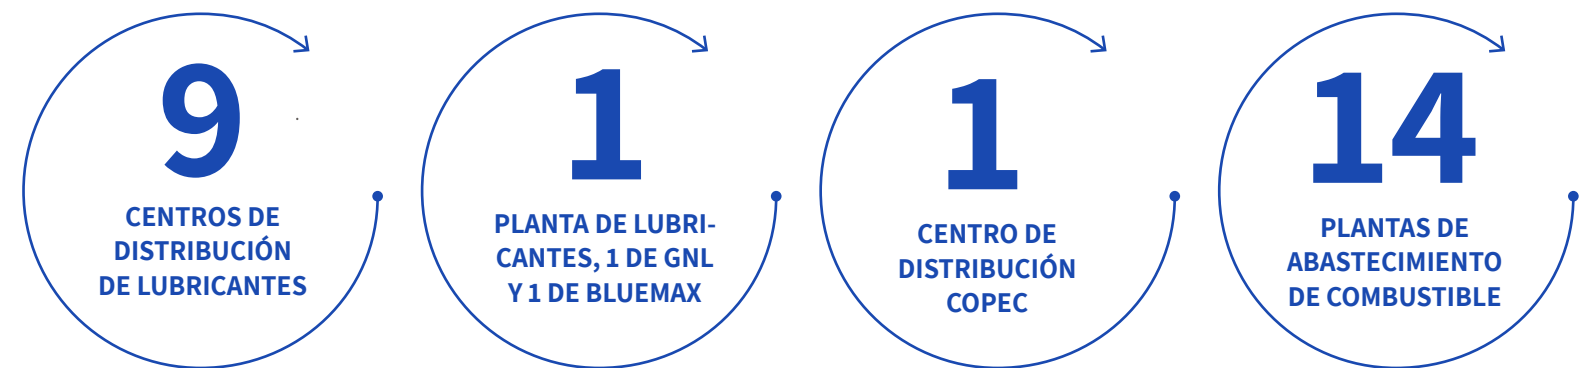 9
CENTROS DE
DISTRIBUCIÓN
DE LUBRICANTES
1
PLANTA DE LUBRI-
CANTES, 1 DE GNL
Y 1 DE BLUEMAX
1
CENTRO DE
DISTRIBUCIÓN
COPEC
14
PLANTAS DE
ABASTECIMIENTO
DE COMBUSTIBLE